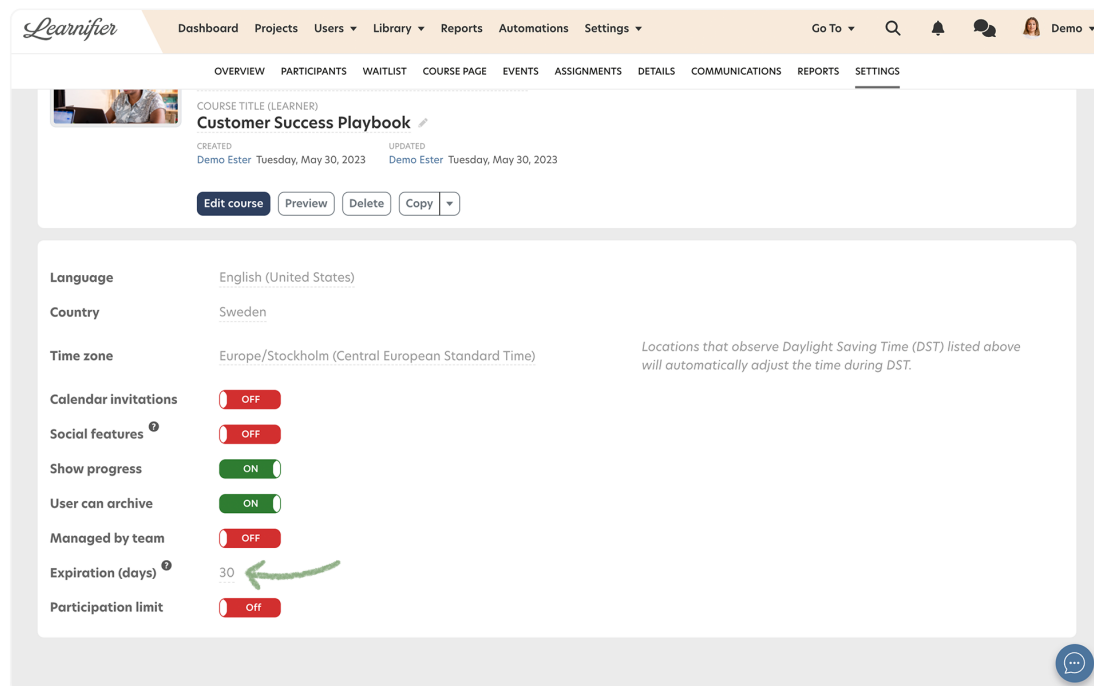 Learnifier
Dashboard Projects Users Library Reports Automations Settings Go To Demo
OVERVIEW PARTICIPANTS WAITLIST COURSE PAGE EVENTS ASSIGNMENTS DETAILS COMMUNICATIONS REPORTS SETTINGS
COURSE TITLE (LEARNER)
Customer Success Playbook
CREATED UPDATED
Demo Ester Tuesday, May 30, 2023 Demo Ester Tuesday, May 30, 2023
Edit course Preview Delete Copy
Language English (United States)
Country Sweden
Time zone Europe/Stockholm (Central European Standard Time)
Locations that observe Daylight Saving Time (DST) listed above
will automatically adjust the time during DST.
Calendar invitations OFF
Social features ? OFF
Show progress ON
User can archive ON
Managed by team OFF
Expiration (days) ? 30
Participation limit Off